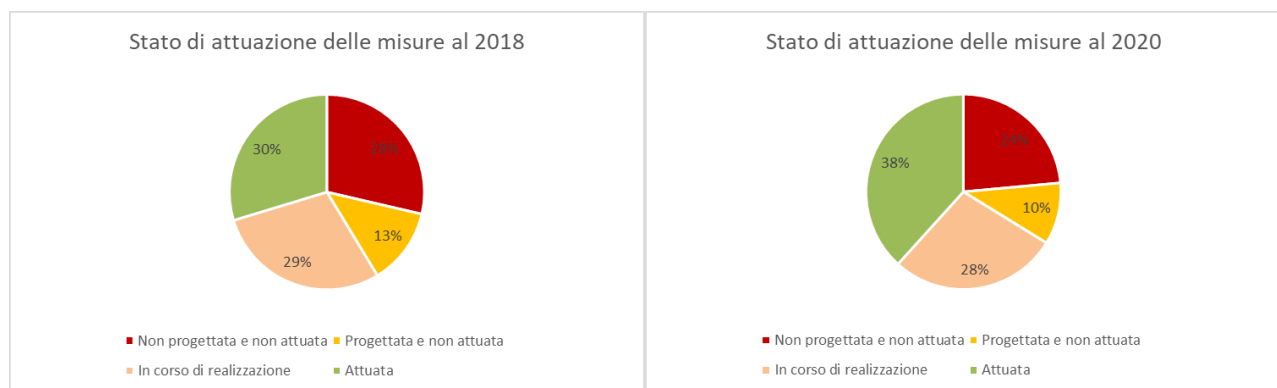 Stato di attuazione delle misure al 2018
28%
13%
29%
30%
Non progettata e non attuata
Progettata e non attuata
In corso di realizzazione
Attuata
Stato di attuazione delle misure al 2020
24%
10%
28%
38%
Non progettata e non attuata
Progettata e non attuata
In corso di realizzazione
Attuata